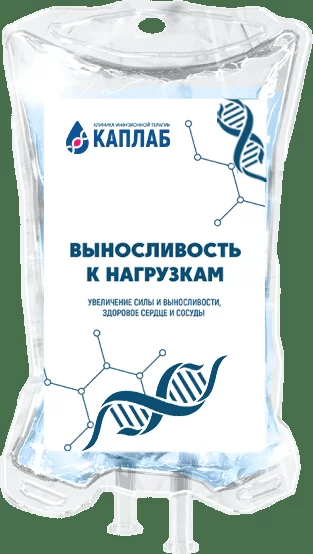 КЛИНИКА ИНФУЗИОННОЙ ТЕРАПИИ
КАПЛАБ
ВЫНОСЛИВОСТЬ
К НАГРУЗКАМ
УВЕЛИЧЕНИЕ СИЛЫ И ВЫНОСЛИВОСТИ,
ЗДОРОВОЕ СЕРДЦЕ И СОСУДЫ